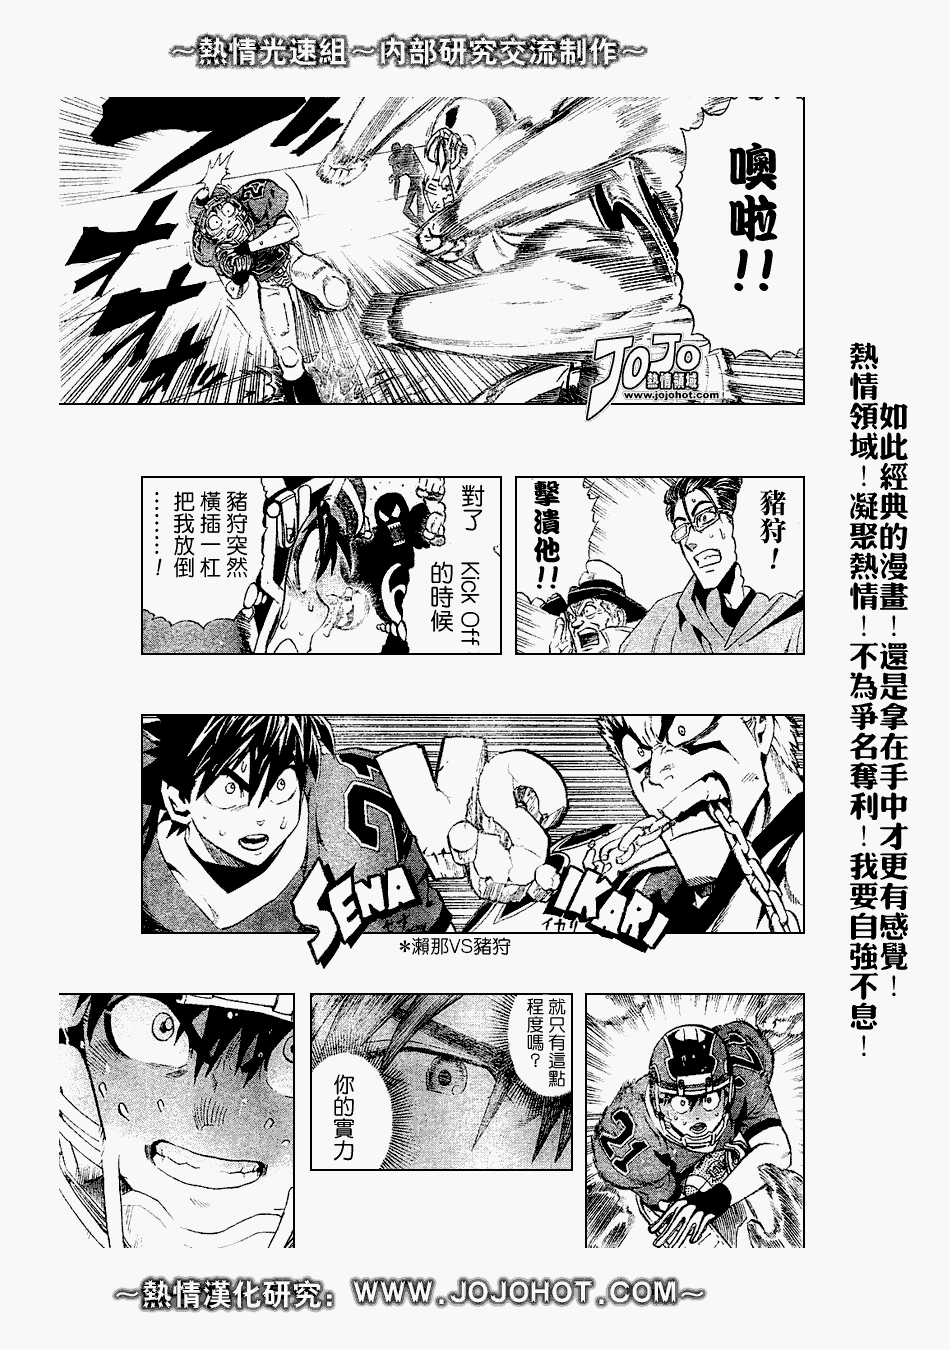 ～熱情光速組～內部研究交流制作～
噢啦!!
JOJO
熱情領域
www.jojohot.com
如此經典的漫畫！還是拿在手中才更有感覺！
熱情領域！凝聚熱情！不為爭名奪利！我要自強不息！
豬狩！
擊潰他!!
對了
Kick Off
的時候
豬狩突然
橫插一杠
把我放倒
………！
VS
SENA
セナ
IKARI
イカリ
＊瀨那VS豬狩
21
就只有這點
程度嗎？
你的實力
～熱情漢化研究：WWW.JOJOHOT.COM～